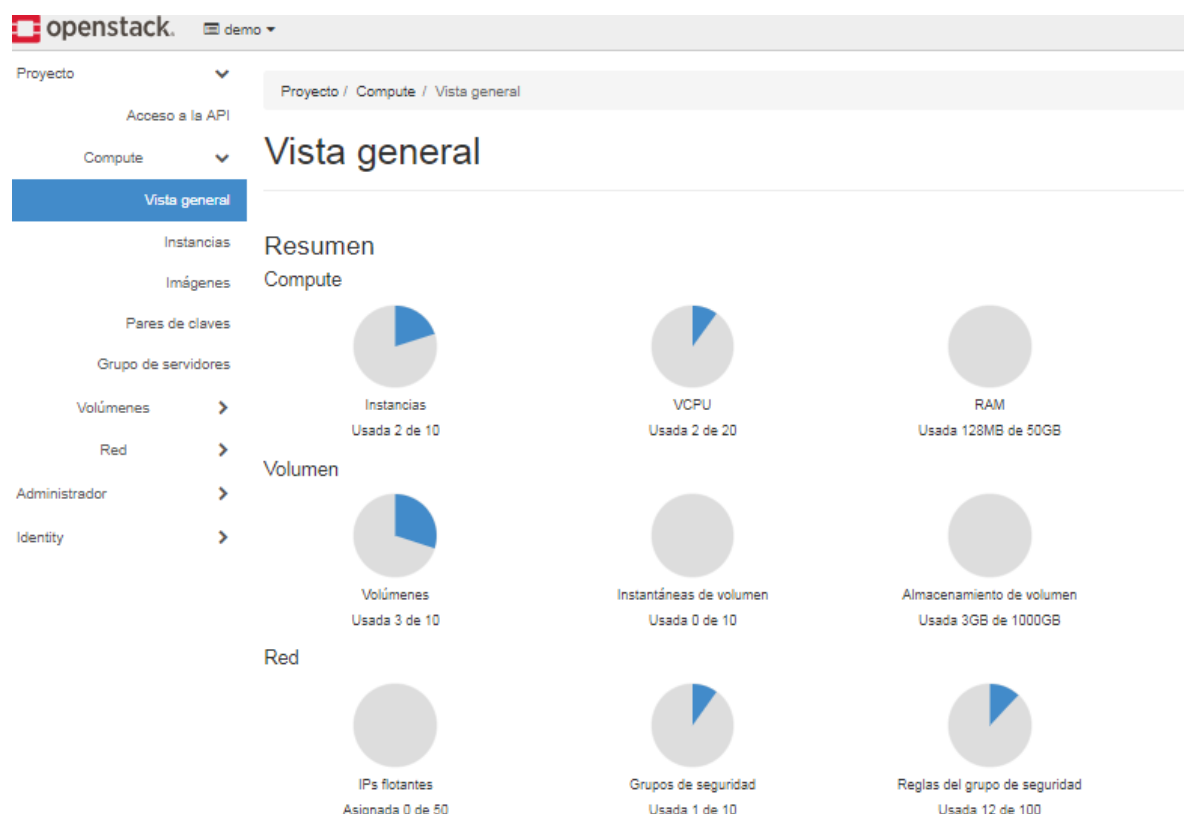 openstack. demo
Proyecto
Acceso a la API
Compute
Vista general
Instancias
Imágenes
Pares de claves
Grupo de servidores
Volúmenes
Red
Administrador
Identity
Proyecto / Compute / Vista general
Vista general
Resumen
Compute
Instancias
Usada 2 de 10
VCPU
Usada 2 de 20
RAM
Usada 128MB de 50GB
Volumen
Volúmenes
Usada 3 de 10
Instantáneas de volumen
Usada 0 de 10
Almacenamiento de volumen
Usada 3GB de 1000GB
Red
IPs flotantes
Asignada 0 de 50
Grupos de seguridad
Usada 1 de 10
Reglas del grupo de seguridad
Usada 12 de 100